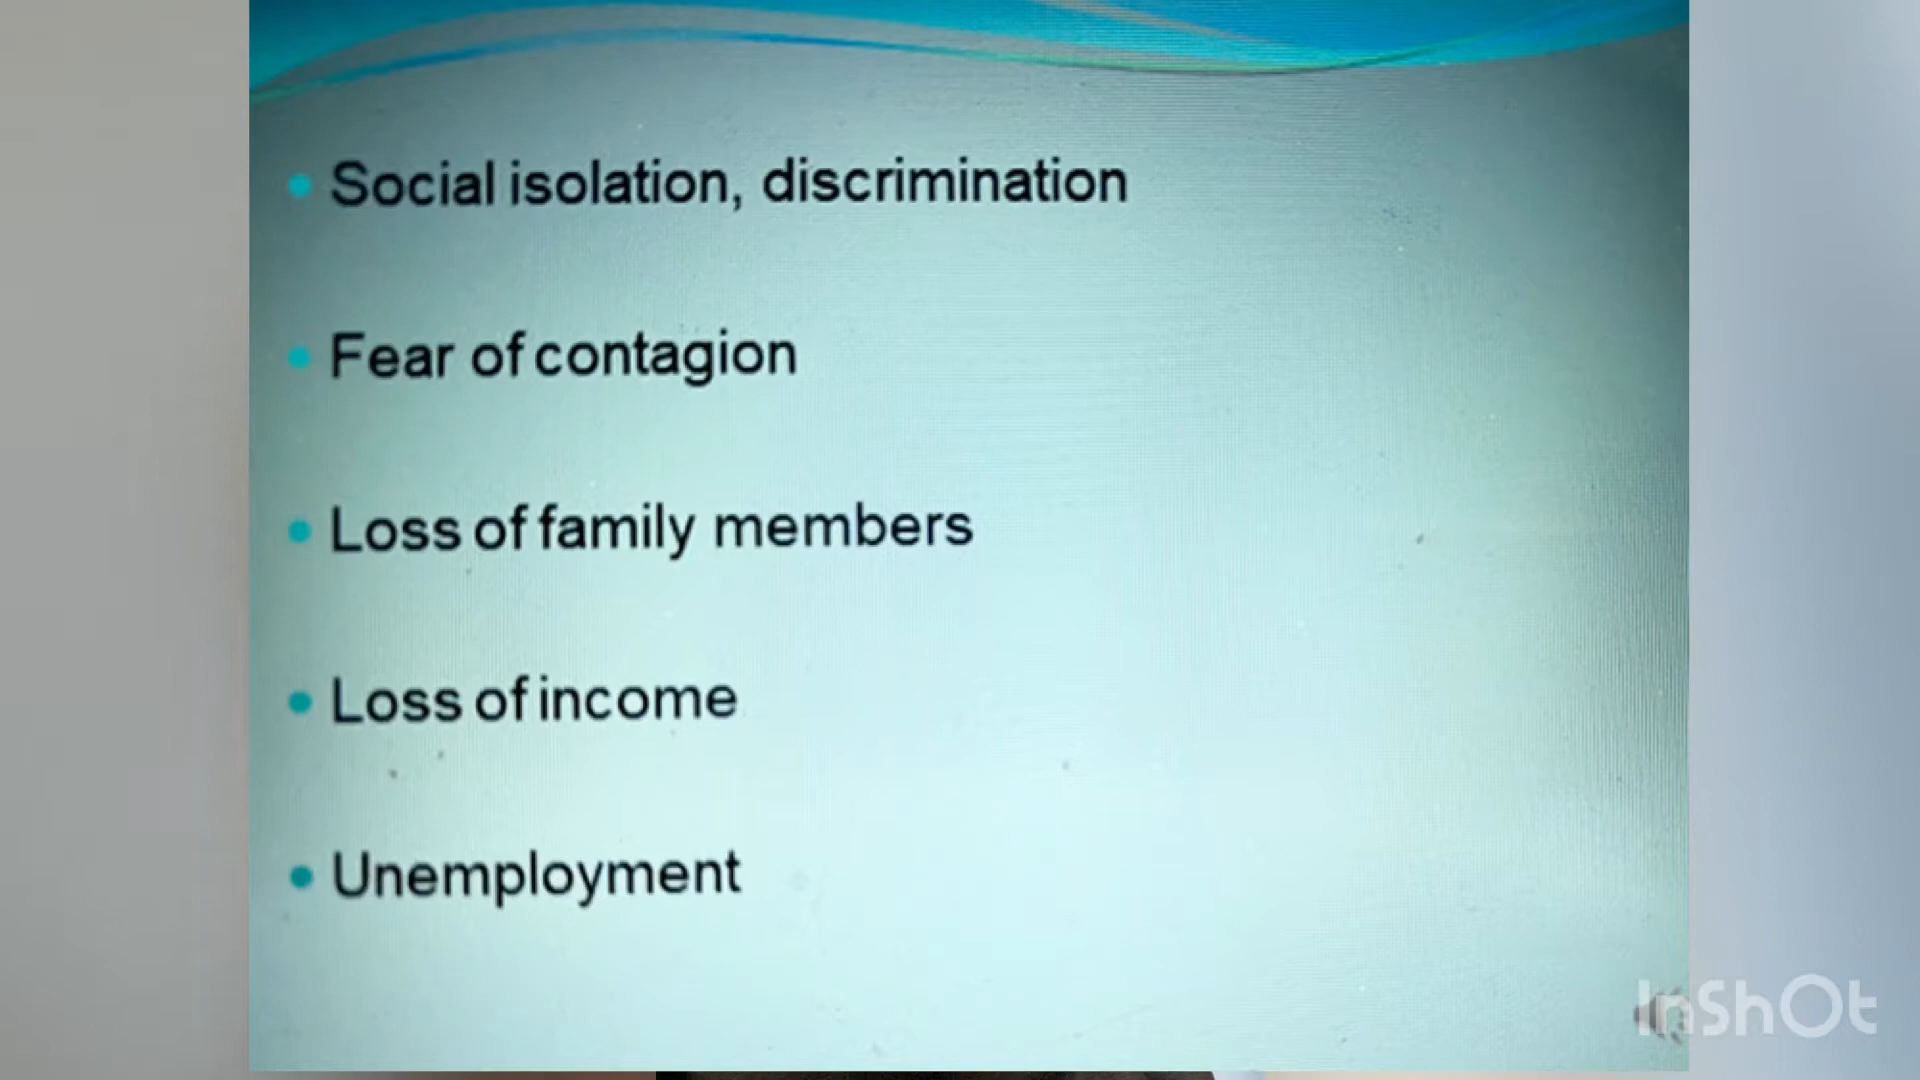 Social isolation, discrimination
Fear of contagion
Loss of family members
Loss of income
Unemployment
InShOt